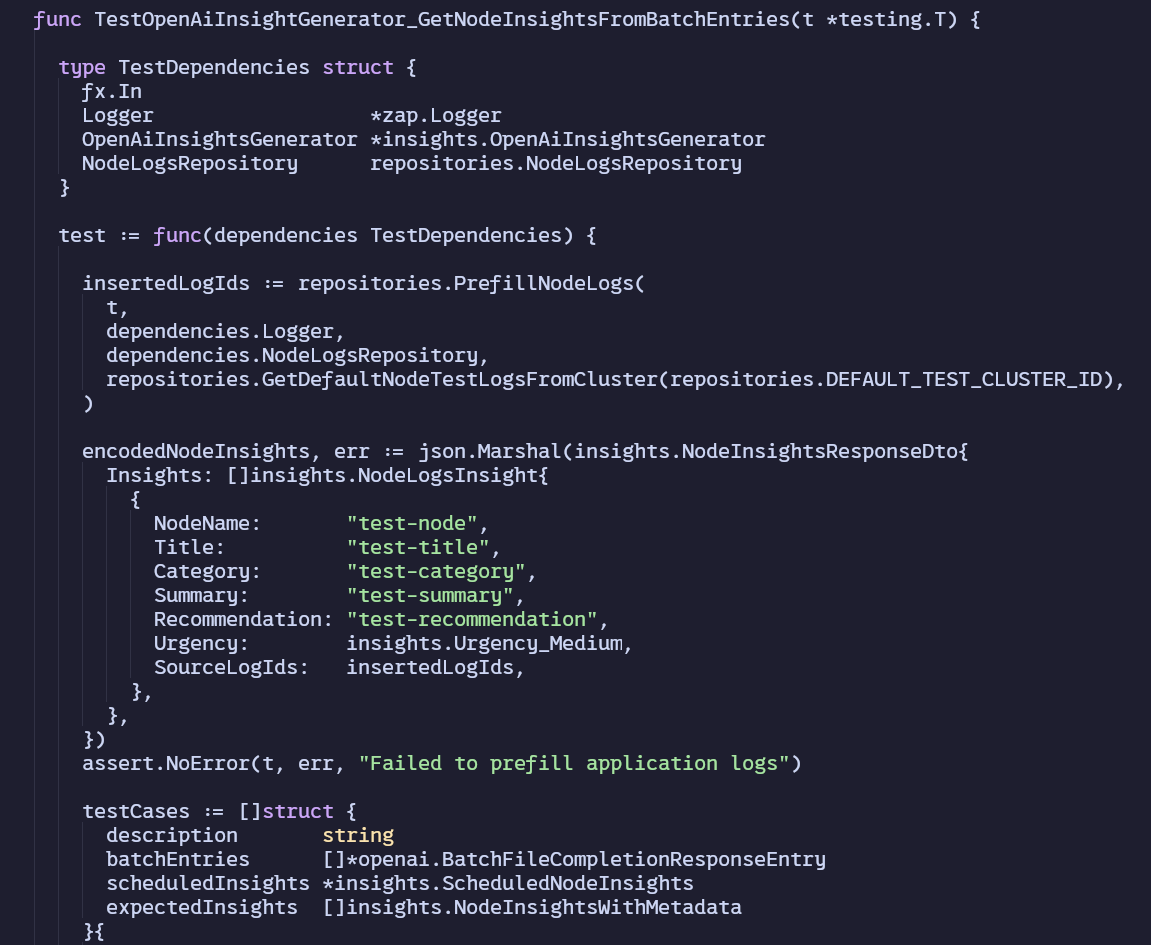 func TestOpenAiInsightGenerator_GetNodeInsightsFromBatchEntries(t *testing.T) {
type TestDependencies struct {
fx.In
Logger *zap.Logger
OpenAiInsightsGenerator *insights.OpenAiInsightsGenerator
NodeLogsRepository repositories.NodeLogsRepository
}
test := func(dependencies TestDependencies) {
insertedLogIds := repositories.PrefillNodeLogs(
t,
dependencies.Logger,
dependencies.NodeLogsRepository,
repositories.GetDefaultNodeTestLogsFromCluster(repositories.DEFAULT_TEST_CLUSTER_ID),
)
encodedNodeInsights, err := json.Marshal(insights.NodeInsightsResponseDto{
Insights: []insights.NodeLogsInsight{
{
NodeName: "test-node",
Title: "test-title",
Category: "test-category",
Summary: "test-summary",
Recommendation: "test-recommendation",
Urgency: insights.Urgency_Medium,
SourceLogIds: insertedLogIds,
},
},
})
assert.NoError(t, err, "Failed to prefill application logs")
testCases := []struct {
description string
batchEntries []*openai.BatchFileCompletionResponseEntry
scheduledInsights *insights.ScheduledNodeInsights
expectedInsights []insights.NodeInsightsWithMetadata
}{